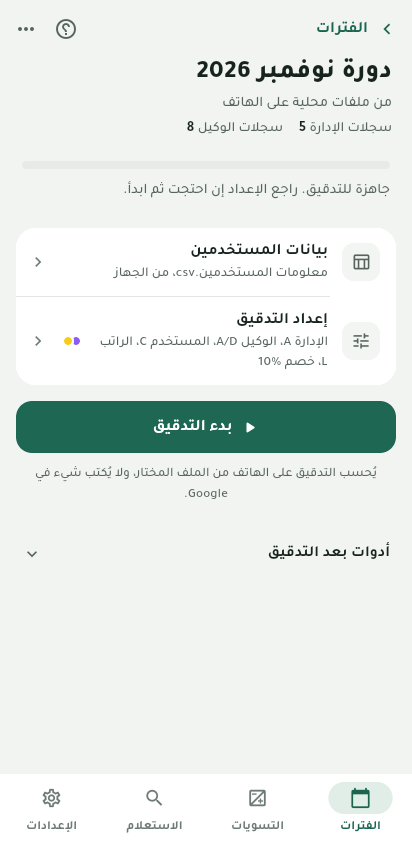 الفترات
دورة نوفمبر 2026
من ملفات محلية على الهاتف
سجلات الإدارة 5 سجلات الوكيل 8
جاهزة للتدقيق. راجع الإعداد إن احتجت ثم ابدأ.
بيانات المستخدمين
معلومات المستخدمين.csv، من الجهاز
إعداد التدقيق
الإدارة A، الوكيل A/D، المستخدم C، الراتب
L، خصم 10%
بدء التدقيق
يُحسب التدقيق على الهاتف من الملف المختار، ولا يُكتب شيء في
Google.
أدوات بعد التدقيق
الفترات
التسويات
الاستعلام
الإعدادات